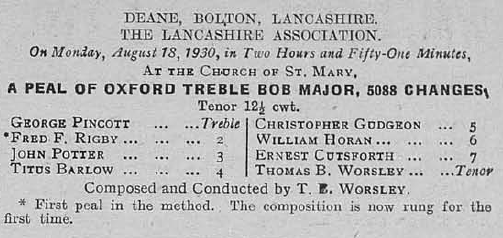 DEANE, BOLTON, LANCASHIRE.
THE LANCASHIRE ASSOCIATION.
On Monday, August 18, 1930, in Two Hours and Fifty-One Minutes,
AT THE CHURCH OF ST. MARY,
A PEAL OF OXFORD TREBLE BOB MAJOR, 5088 CHANGES;
Tenor 12½ cwt.
GEORGE PINCOTT ... ...Treble
*FRED F. RIGBY ... ... ... 2
JOHN POTTER ... ... ... 3
TITUS BARLOW ... ... ... 4
CHRISTOPHER GUDGEON ... 5
WILLIAM HORAN ... ... ... 6
ERNEST CUTSFORTH ... ... 7
THOMAS B. WORSLEY ... ...Tenor
Composed and Conducted by T. B. WORSLEY.
* First peal in the method. The composition is now rung for the
first time.